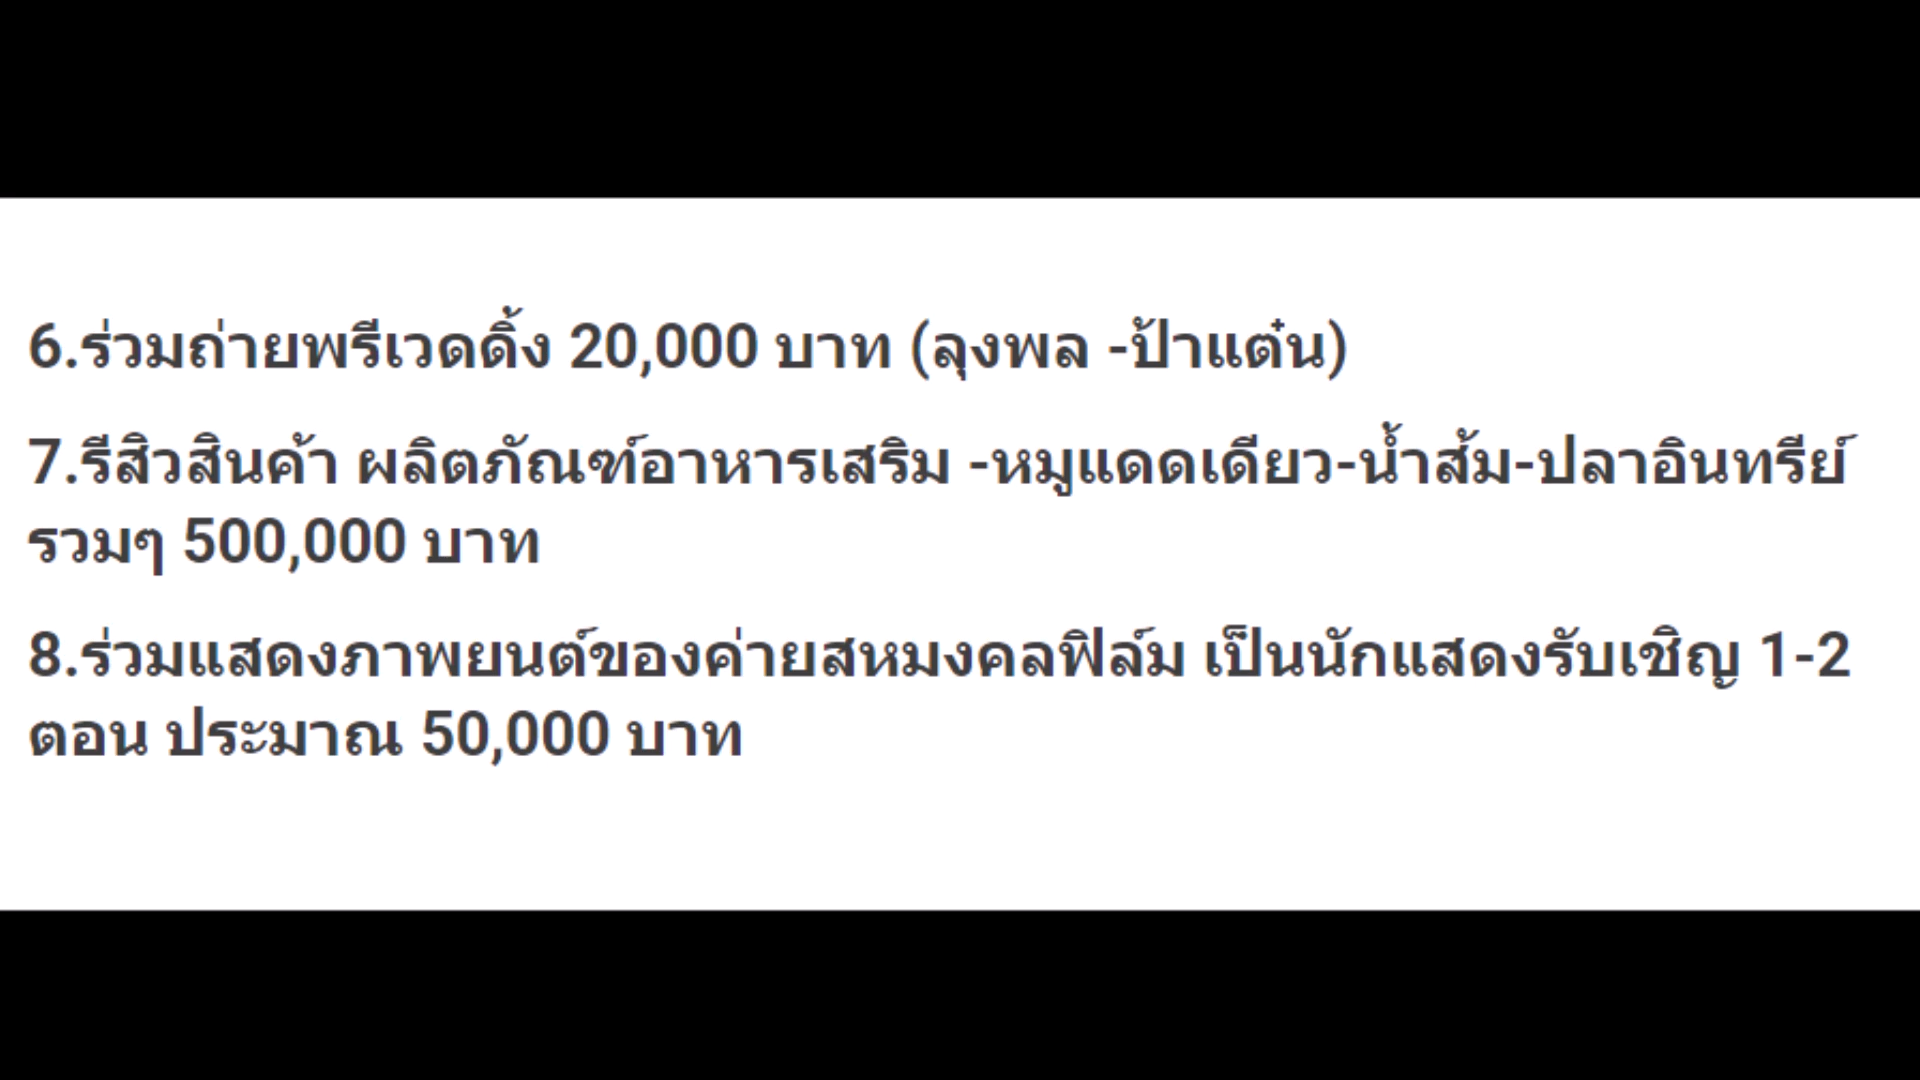 6.ร่วมถ่ายพรีเวดดิ้ง 20,000 บาท (ลุงพล -ป้าแต๋น)
7.รีสิวสินค้า ผลิตภัณฑ์อาหารเสริม -หมูแดดเดียว-น้ำส้ม-ปลาอินทรีย์
รวมๆ 500,000 บาท
8.ร่วมแสดงภาพยนต์ของค่ายสหมงคลฟิล์ม เป็นนักแสดงรับเชิญ 1-2
ตอน ประมาณ 50,000 บาท